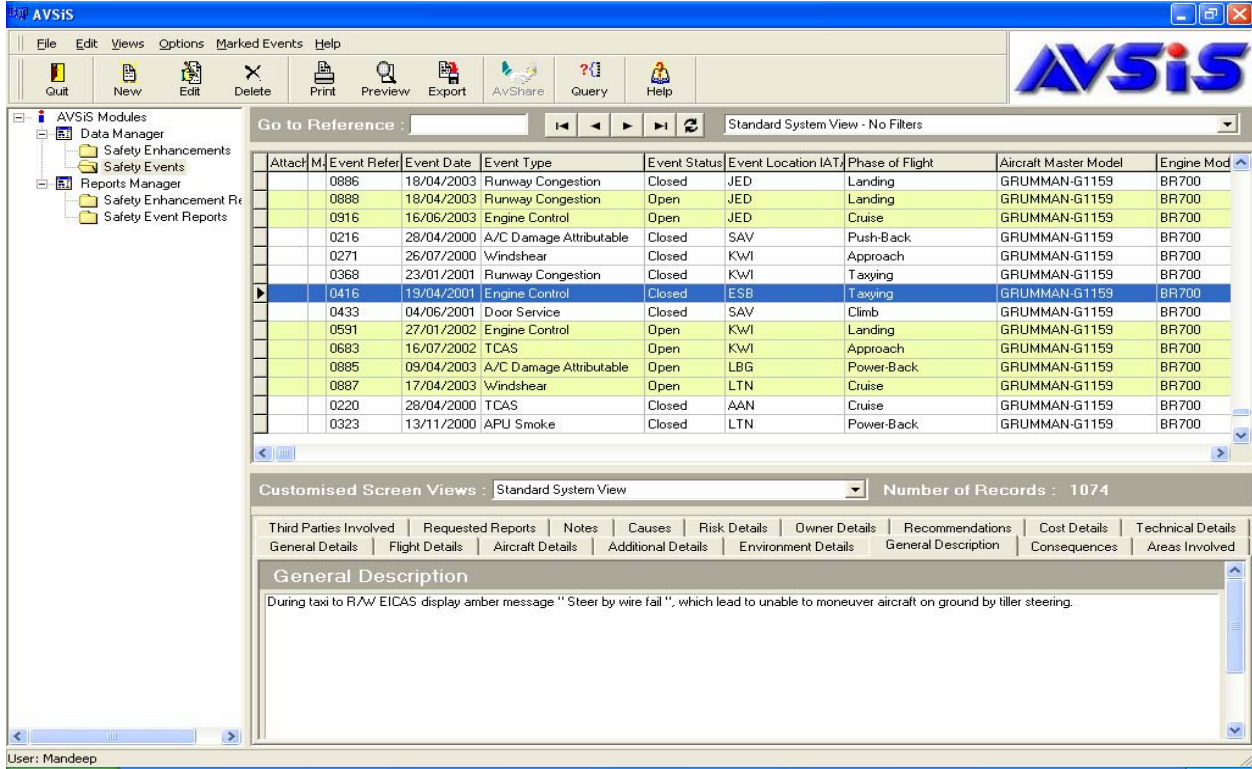 AVSiS
File Edit Views Options Marked Events Help
Quit New Edit Delete Print Preview Export AvShare Query Help
AVSiS
AVSiS Modules
Data Manager
Safety Enhancements
Safety Events
Reports Manager
Safety Enhancement Re
Safety Event Reports
Go to Reference : Standard System View - No Filters
Attach M. Event Refer Event Date Event Type Event Status Event Location IATA Phase of Flight Aircraft Master Model Engine Mod
0886 18/04/2003 Runway Congestion Closed JED Landing GRUMMAN-G1159 BR700
0888 18/04/2003 Runway Congestion Open JED Landing GRUMMAN-G1159 BR700
0916 16/06/2003 Engine Control Open JED Cruise GRUMMAN-G1159 BR700
0216 28/04/2000 A/C Damage Attributable Closed SAV Push-Back GRUMMAN-G1159 BR700
0271 26/07/2000 Windshear Closed KWI Approach GRUMMAN-G1159 BR700
0368 23/01/2001 Runway Congestion Closed KWI Taxying GRUMMAN-G1159 BR700
0416 19/04/2001 Engine Control Closed ESB Taxying GRUMMAN-G1159 BR700
0433 04/06/2001 Door Service Closed SAV Climb GRUMMAN-G1159 BR700
0591 27/01/2002 Engine Control Open KWI Landing GRUMMAN-G1159 BR700
0683 16/07/2002 TCAS Open KWI Approach GRUMMAN-G1159 BR700
0885 09/04/2003 A/C Damage Attributable Open LBG Power-Back GRUMMAN-G1159 BR700
0887 17/04/2003 Windshear Open LTN Cruise GRUMMAN-G1159 BR700
0220 28/04/2000 TCAS Closed AAN Cruise GRUMMAN-G1159 BR700
0323 13/11/2000 APU Smoke Closed LTN Power-Back GRUMMAN-G1159 BR700
Customised Screen Views : Standard System View Number of Records : 1074
Third Parties Involved Requested Reports Notes Causes Risk Details Owner Details Recommendations Cost Details Technical Details
General Details Flight Details Aircraft Details Additional Details Environment Details General Description Consequences Areas Involved
General Description
During taxi to R/W EICAS display amber message " Steer by wire fail ", which lead to unable to moneuver aircraft on ground by tiller steering.
User: Mandeep